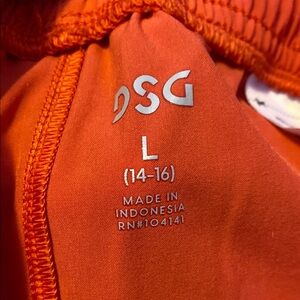 DSG
L
(14-16)
MADE IN
INDONESIA
RN#104141